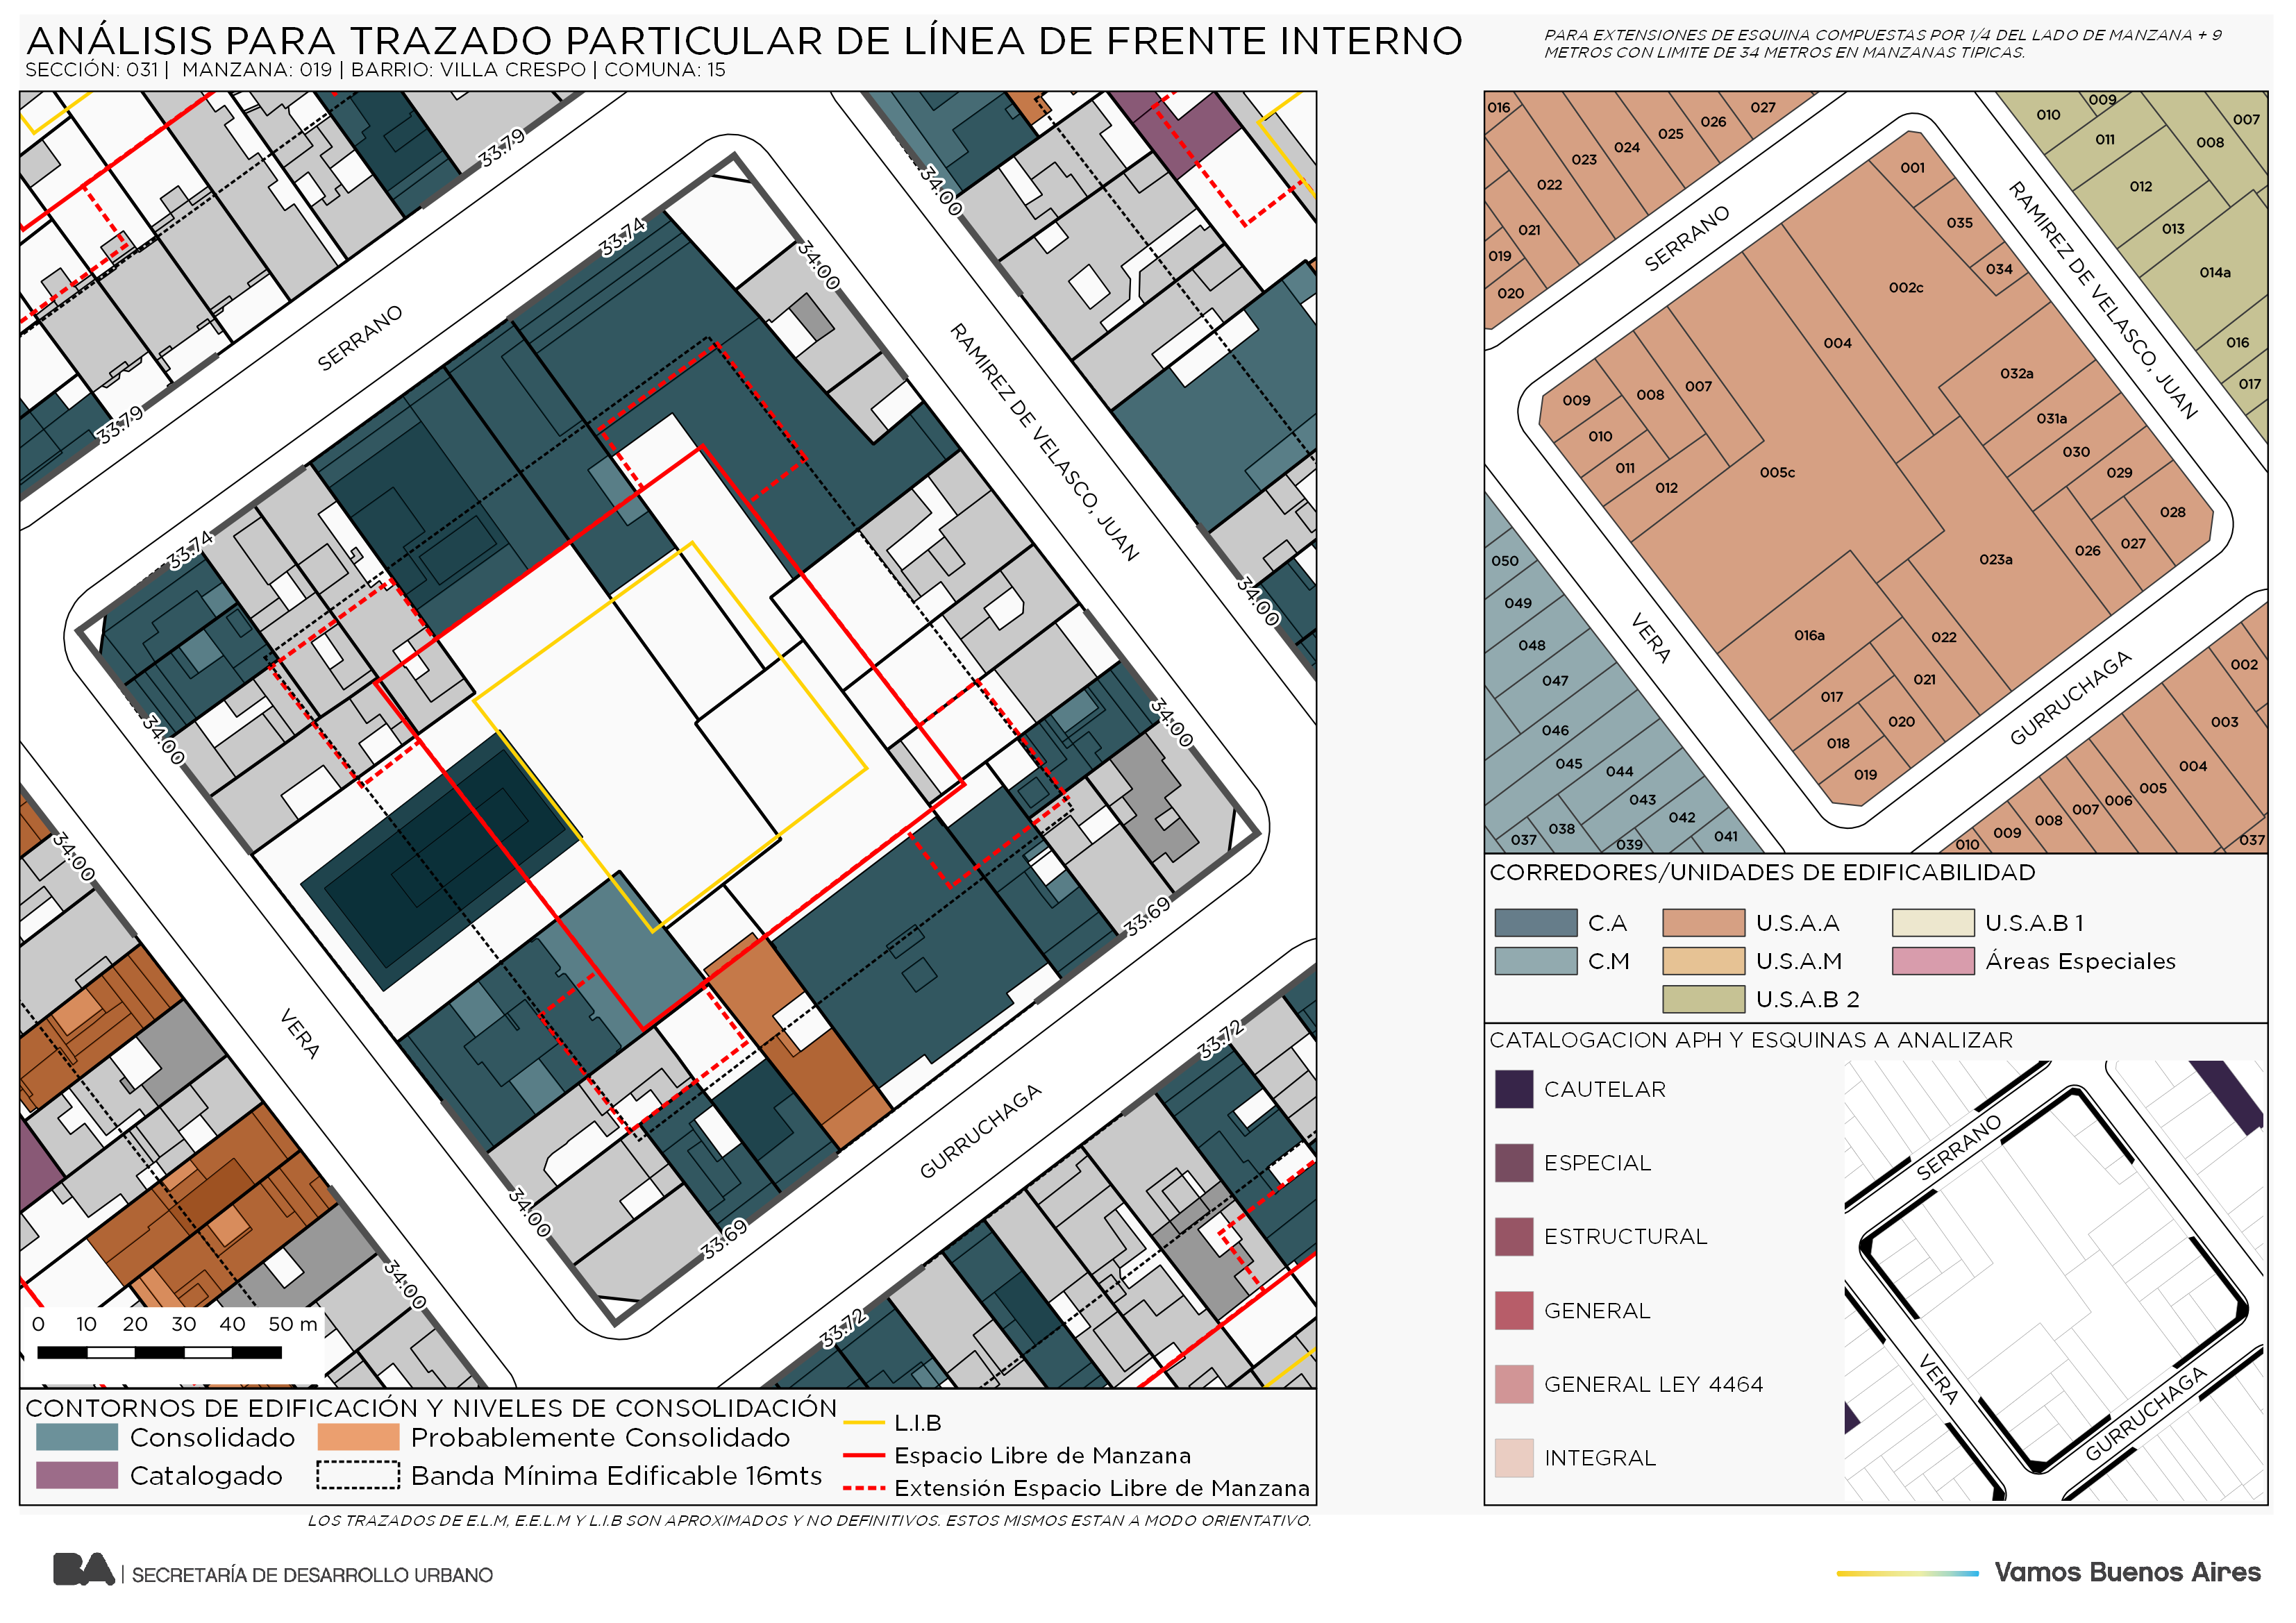 ANÁLISIS PARA TRAZADO PARTICULAR DE LÍNEA DE FRENTE INTERNO
SECCIÓN: 031 | MANZANA: 019 | BARRIO: VILLA CRESPO | COMUNA: 15
PARA EXTENSIONES DE ESQUINA COMPUESTAS POR 1/4 DEL LADO DE MANZANA + 9
METROS CON LIMITE DE 34 METROS EN MANZANAS TIPICAS.
33.79
33.79
33.74
33.74
34.00
34.00
34.00
34.00
34.00
34.00
34.00
34.00
33.69
33.69
33.72
33.72
SERRANO
RAMIREZ DE VELASCO, JUAN
VERA
GURRUCHAGA
0 10 20 30 40 50 m
CONTORNOS DE EDIFICACIÓN Y NIVELES DE CONSOLIDACIÓN
Consolidado
Probablemente Consolidado
Catalogado
Banda Mínima Edificable 16mts
L.I.B
Espacio Libre de Manzana
Extensión Espacio Libre de Manzana
LOS TRAZADOS DE E.L.M, E.E.L.M Y L.I.B SON APROXIMADOS Y NO DEFINITIVOS. ESTOS MISMOS ESTAN A MODO ORIENTATIVO.
016
022
023
024
025
026
027
021
019
020
SERRANO
001
035
034
002c
004
032a
031a
030
029
028
027
026
023a
005c
007
008
009
010
011
012
016a
017
018
019
020
021
022
RAMIREZ DE VELASCO, JUAN
009
010
007
011
008
012
013
014a
016
017
VERA
050
049
048
047
046
045
044
043
042
041
039
038
037
GURRUCHAGA
002
003
004
005
006
007
008
009
010
037
CORREDORES/UNIDADES DE EDIFICABILIDAD
C.A
U.S.A.A
U.S.A.B 1
C.M
U.S.A.M
Áreas Especiales
U.S.A.B 2
CATALOGACION APH Y ESQUINAS A ANALIZAR
CAUTELAR
ESPECIAL
ESTRUCTURAL
GENERAL
GENERAL LEY 4464
INTEGRAL
SERRANO
VERA
GURRUCHAGA
BA | SECRETARÍA DE DESARROLLO URBANO
Vamos Buenos Aires